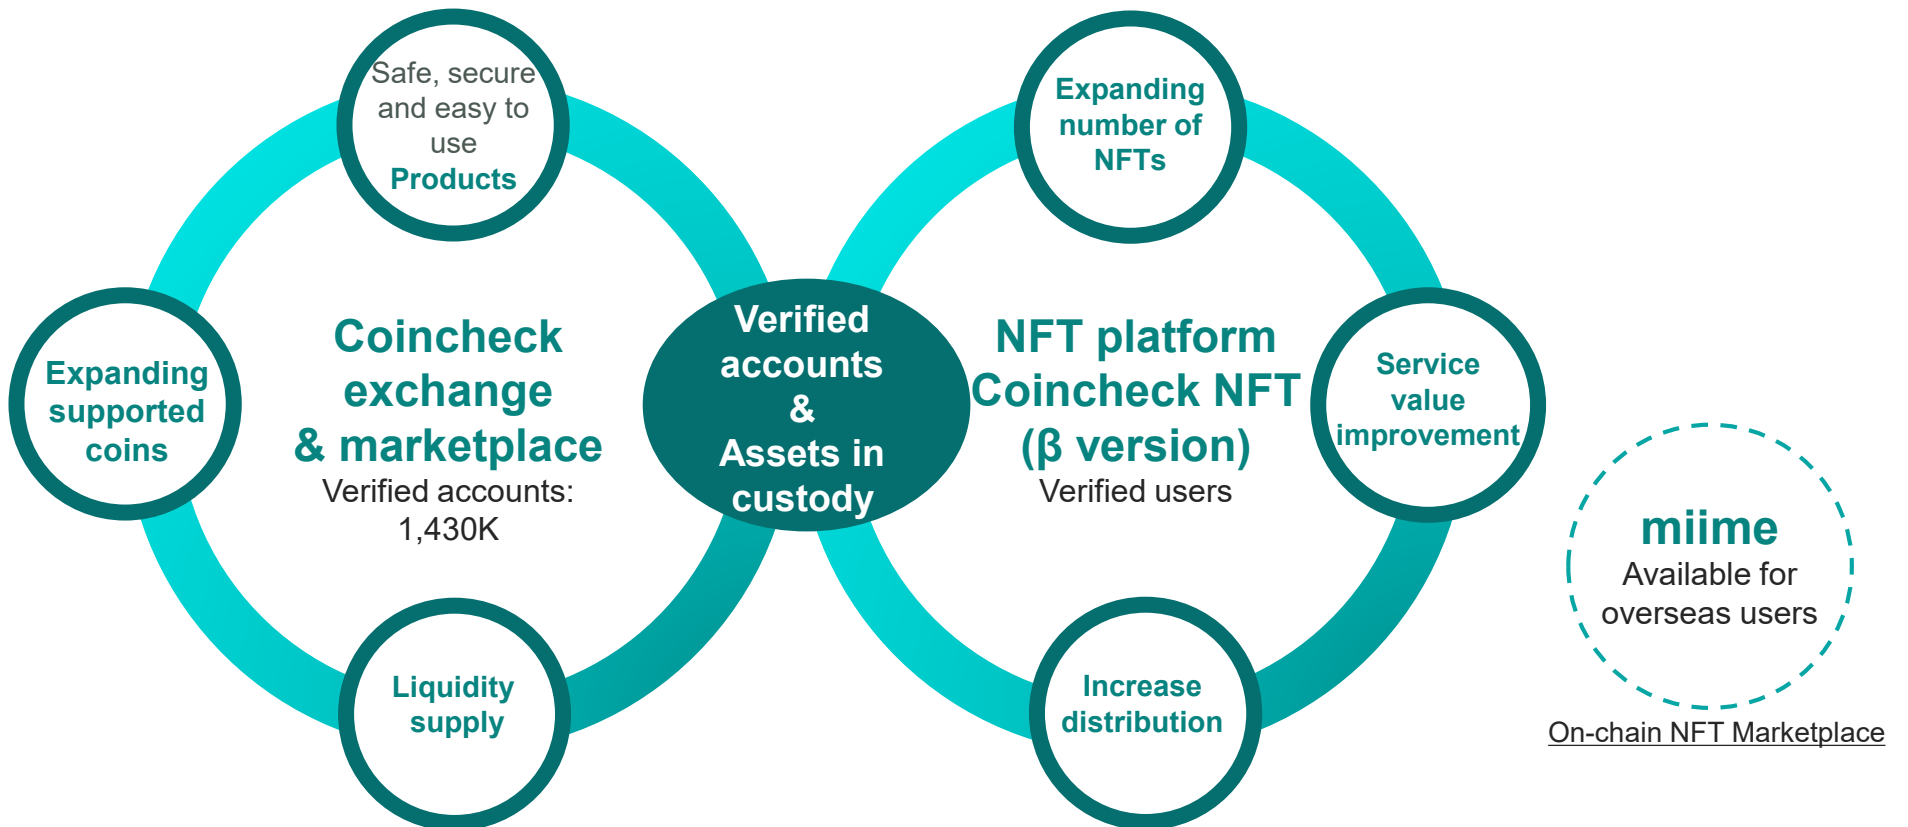 Safe, secure
and easy to
use
Products
Expanding
supported
coins
Coincheck
exchange
& marketplace
Verified accounts:
1,430K
Liquidity
supply
Verified
accounts
&
Assets in
custody
Expanding
number of
NFTs
NFT platform
Coincheck NFT
(β version)
Verified users
Service
value
improvement
Increase
distribution
miime
Available for
overseas users
On-chain NFT Marketplace